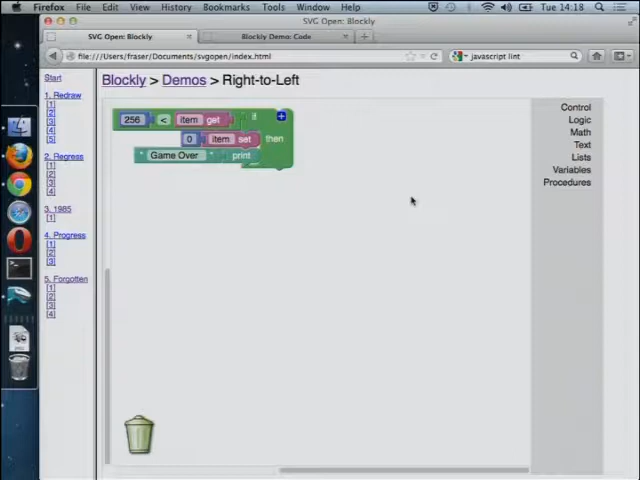 Firefox File Edit View History Bookmarks Tools Window Help Tue 14:18
SVG Open: Blockly
SVG Open: Blockly Blockly Demo: Code
file:///Users/fraser/Documents/svgopen/index.html javascript lint
Start
1. Redraw
[1]
[2]
[3]
[4]
[5]
2. Regress
[1]
[2]
[3]
[4]
3. 1985
[1]
4. Progress
[1]
[2]
[3]
5. Forgotten
[1]
[2]
[3]
[4]
Blockly > Demos > Right-to-Left
256 < item get if
0 item set then
" Game Over " print
Control
Logic
Math
Text
Lists
Variables
Procedures